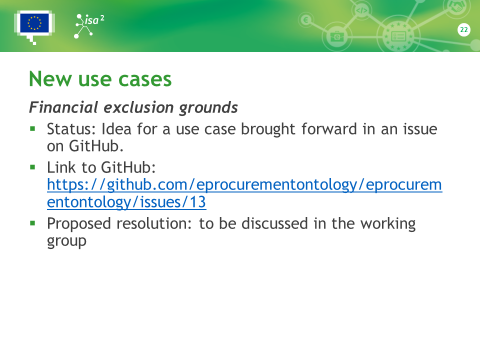 isa²
22
New use cases
Financial exclusion grounds
▪ Status: Idea for a use case brought forward in an issue
on GitHub.
▪ Link to GitHub:
https://github.com/eprocurementontology/eprocurem
entontology/issues/13
▪ Proposed resolution: to be discussed in the working
group